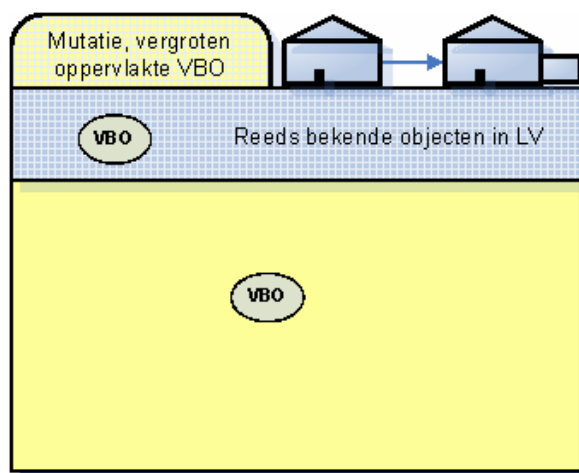 Mutatie, vergroten
oppervlakte VBO
VBO
Reeds bekende objecten in LV
VBO